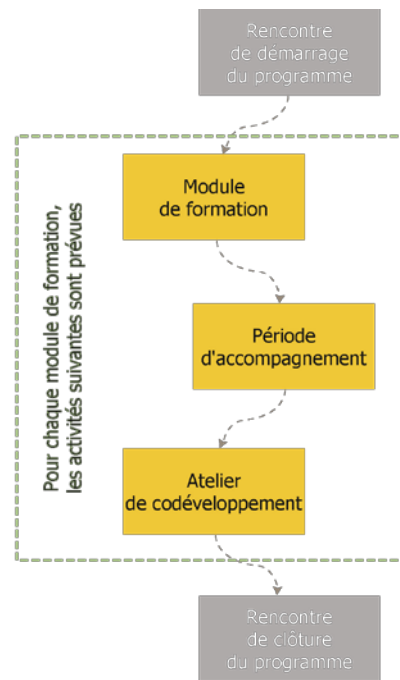 Rencontre
de démarrage
du programme
Pour chaque module de formation,
les activités suivantes sont prévues
Module
de formation
Période
d'accompagnement
Atelier
de codéveloppement
Rencontre
de clôture
du programme